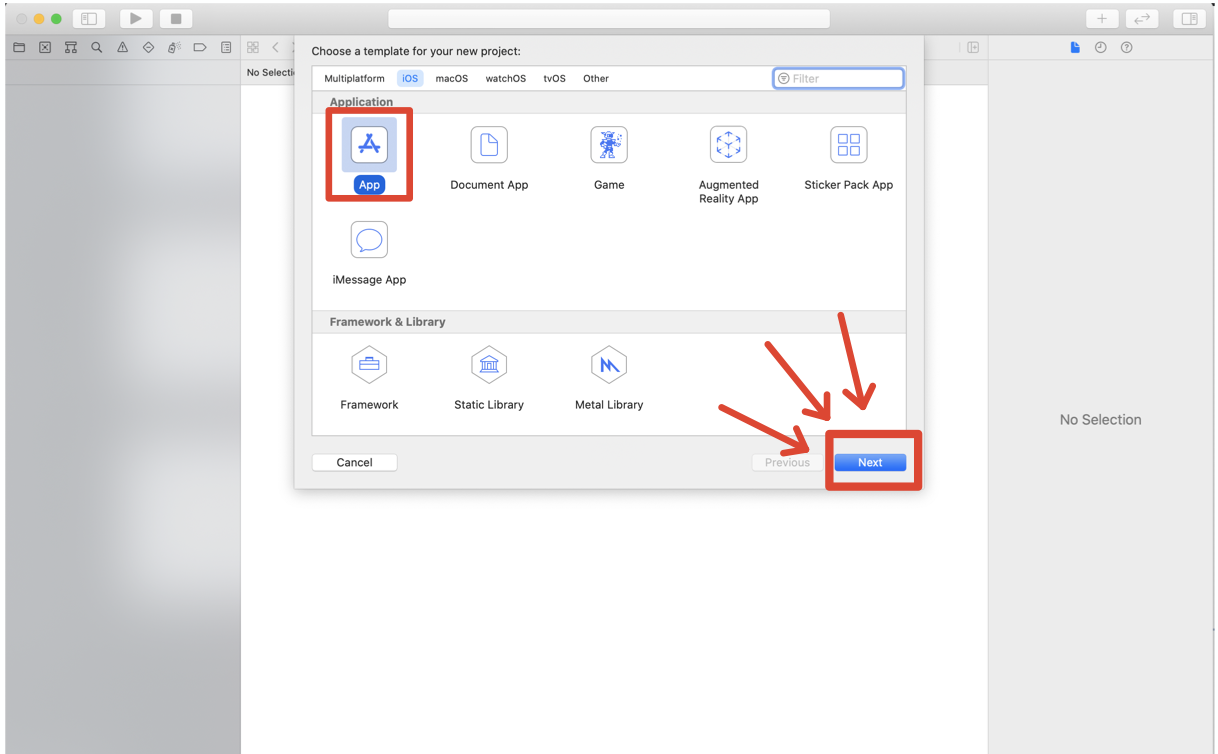 Choose a template for your new project:
No Selecti
Multiplatform iOS macOS watchOS tvOS Other
Filter
Application
App
Document App
Game
Augmented
Reality App
Sticker Pack App
iMessage App
Framework & Library
Framework
Static Library
Metal Library
Cancel
Previous
Next
No Selection